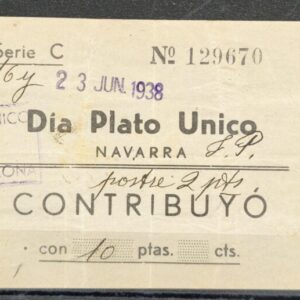 Serie C Nº 129670
23 JUN. 1938
Día Plato Unico
NAVARRA
postre 2 pts
CONTRIBUYÓ
con 10 ptas. cts.